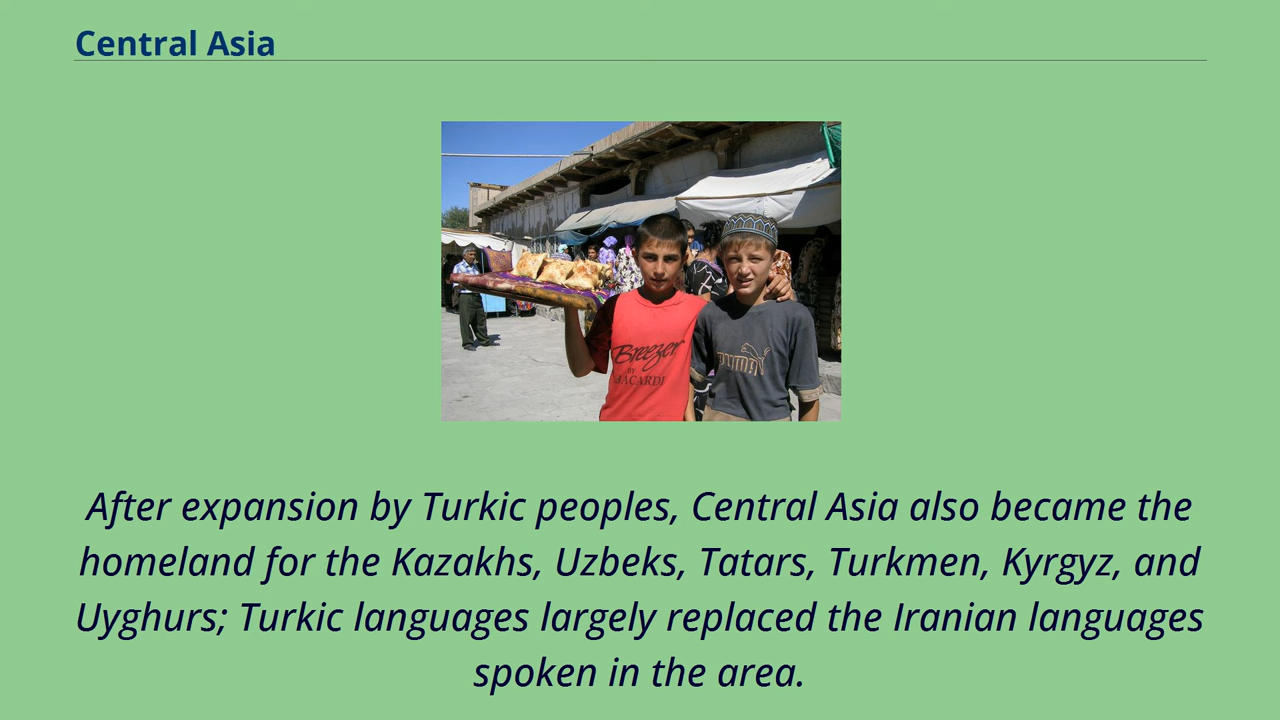 Central Asia
Breezer
BY
BACARDI
PUMA
After expansion by Turkic peoples, Central Asia also became the
homeland for the Kazakhs, Uzbeks, Tatars, Turkmen, Kyrgyz, and
Uyghurs; Turkic languages largely replaced the Iranian languages
spoken in the area.